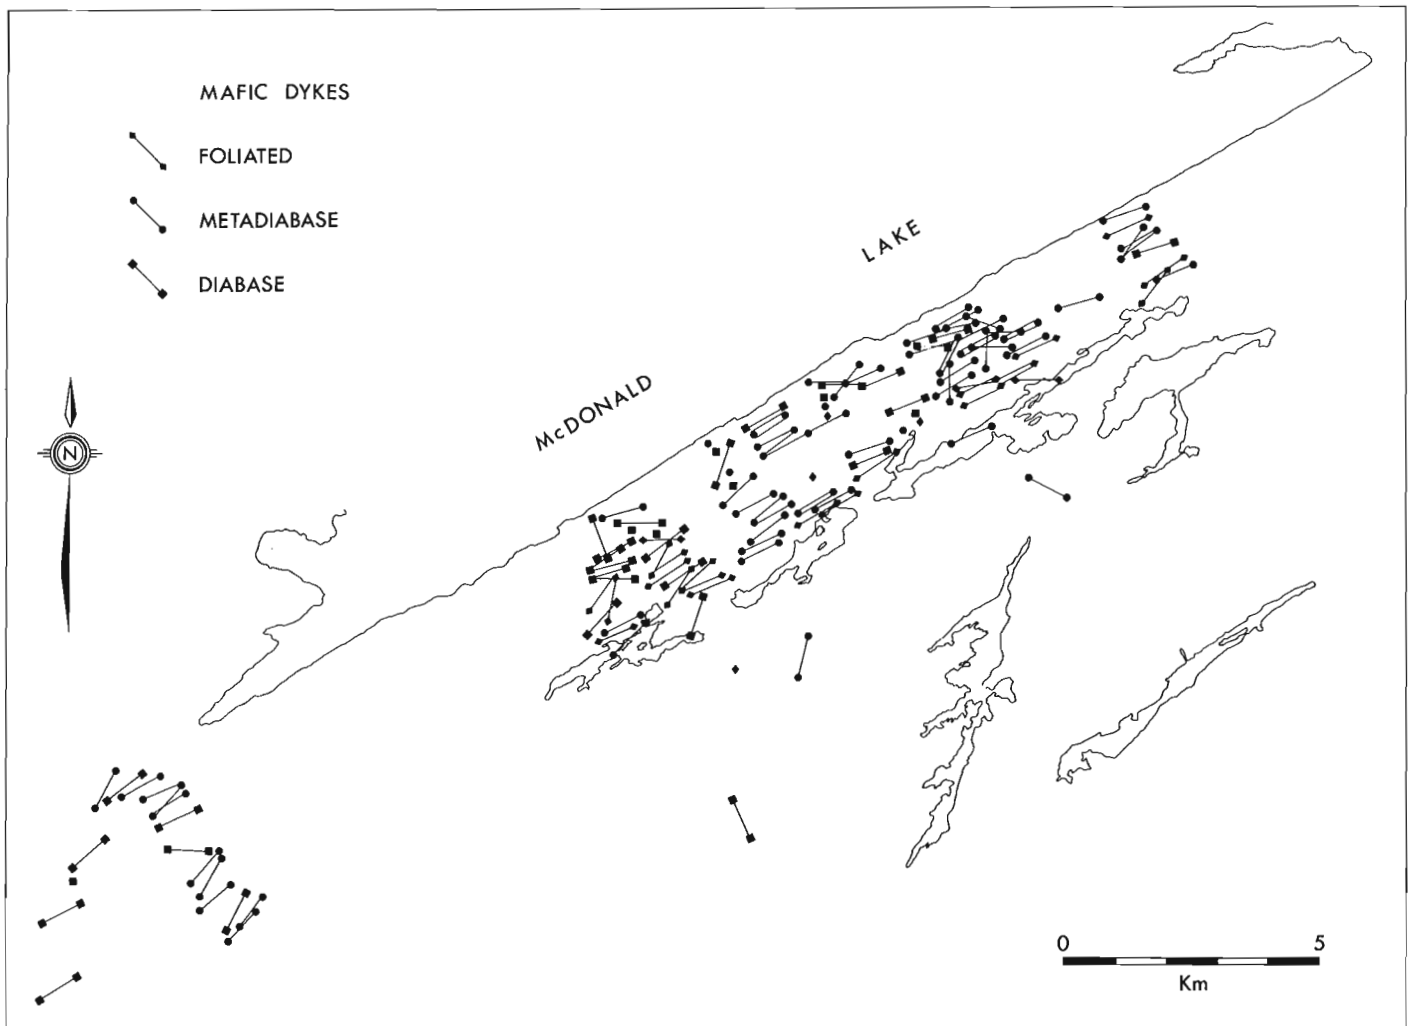 MAFIC DYKES
FOLIATED
METADIABASE
DIABASE
LAKE
McDONALD
N
0 5
Km